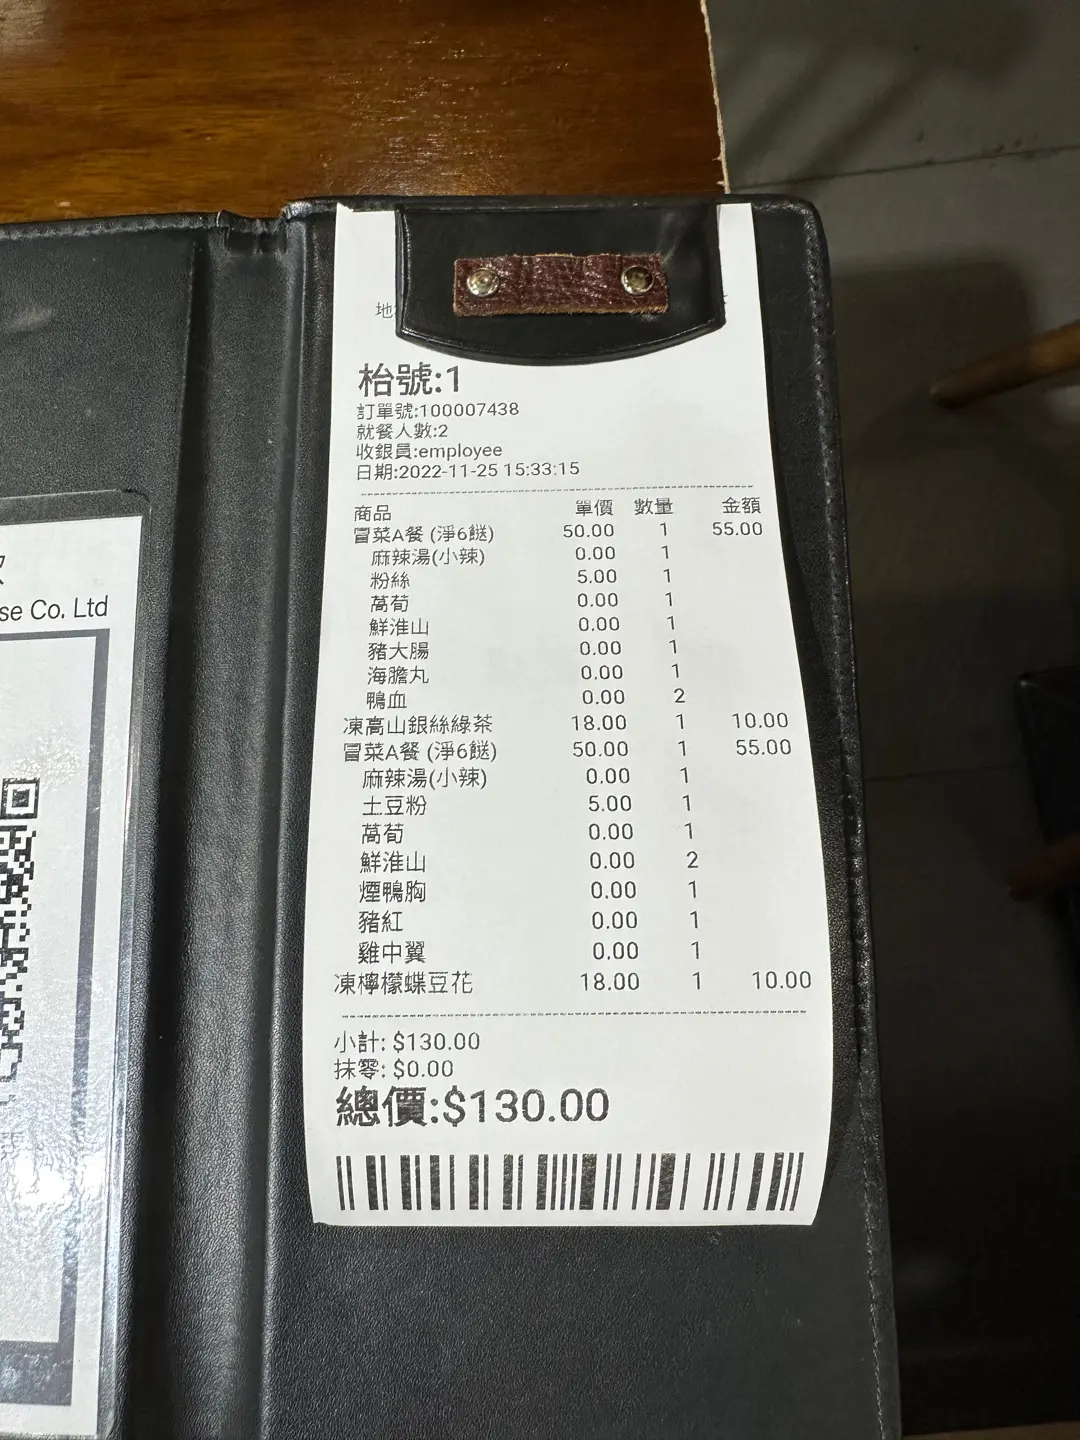 se Co. Ltd
地
枱號:1
訂單號:100007438
就餐人數:2
收銀員:employee
日期:2022-11-25 15:33:15
商品 單價 數量 金額
冒菜A餐 (淨6餸) 50.00 1 55.00
麻辣湯(小辣) 0.00 1
粉絲 5.00 1
萵荀 0.00 1
鮮淮山 0.00 1
豬大腸 0.00 1
海膽丸 0.00 1
鴨血 0.00 2
凍高山銀絲綠茶 18.00 1 10.00
冒菜A餐 (淨6餸) 50.00 1 55.00
麻辣湯(小辣) 0.00 1
土豆粉 5.00 1
萵荀 0.00 1
鮮淮山 0.00 2
煙鴨胸 0.00 1
豬紅 0.00 1
雞中翼 0.00 1
凍檸檬蝶豆花 18.00 1 10.00
小計: $130.00
抹零: $0.00
總價:$130.00